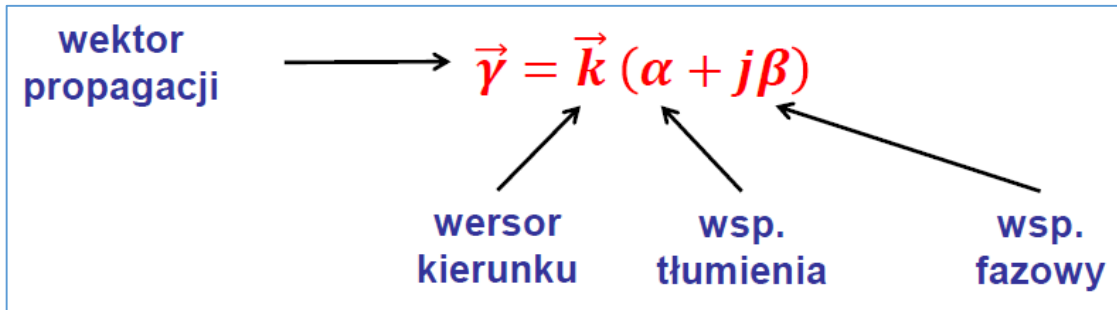 wektor
propagacji
γ⃗ = k⃗ (α + jβ)
wersor
kierunku
wsp.
tłumienia
wsp.
fazowy